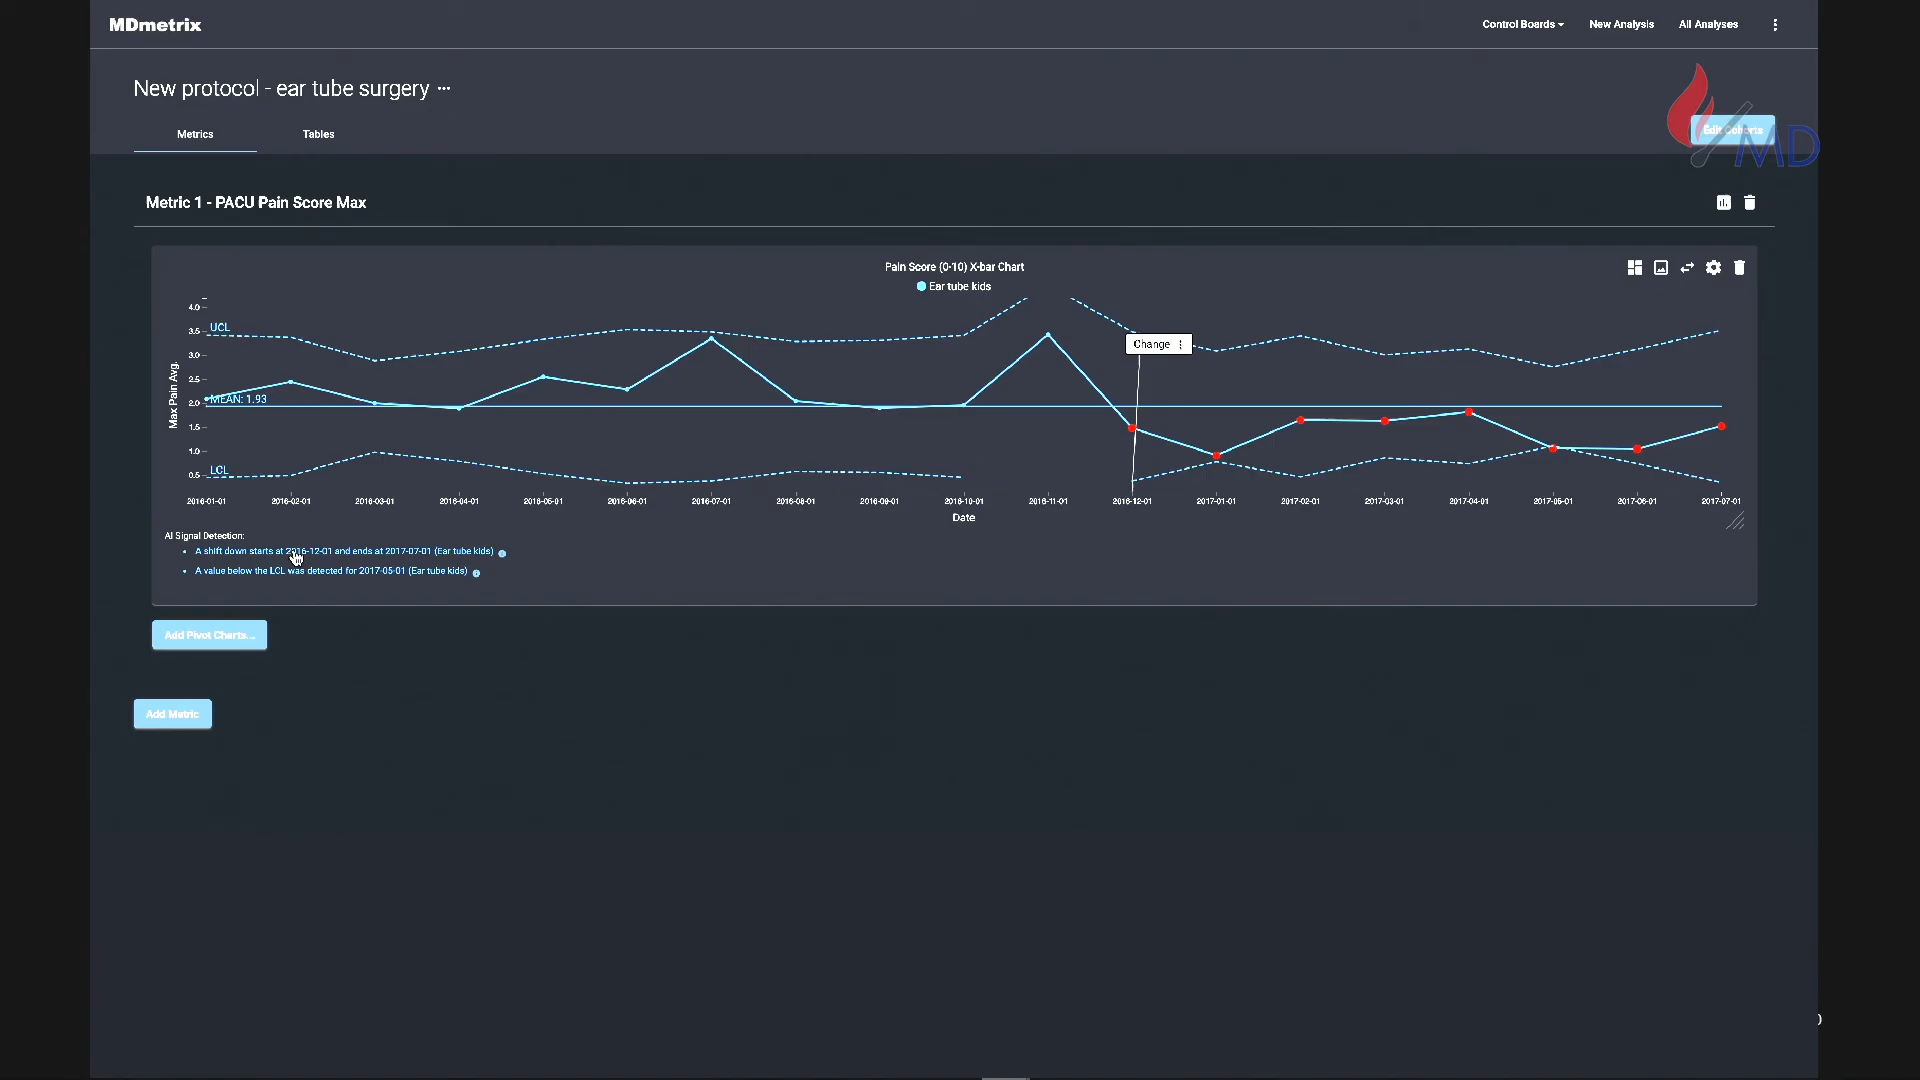 MDmetrix
Control Boards
New Analysis
All Analyses
New protocol - ear tube surgery ...
Metrics
Tables
Edit Cohorts
MD
Metric 1 - PACU Pain Score Max
Pain Score (0-10) X-bar Chart
Ear tube kids
Max Pain Avg.
4.0
3.5
3.0
2.5
2.0
1.5
1.0
0.5
UCL
MEAN: 1.93
LCL
Change
2016-01-01
2016-02-01
2016-03-01
2016-04-01
2016-05-01
2016-06-01
2016-07-01
2016-08-01
2016-09-01
2016-10-01
2016-11-01
2016-12-01
2017-01-01
2017-02-01
2017-03-01
2017-04-01
2017-05-01
2017-06-01
2017-07-01
Date
AI Signal Detection:
• A shift down starts at 2016-12-01 and ends at 2017-07-01 (Ear tube kids)
• A value below the LCL was detected for 2017-05-01 (Ear tube kids)
Add Pivot Charts...
Add Metric